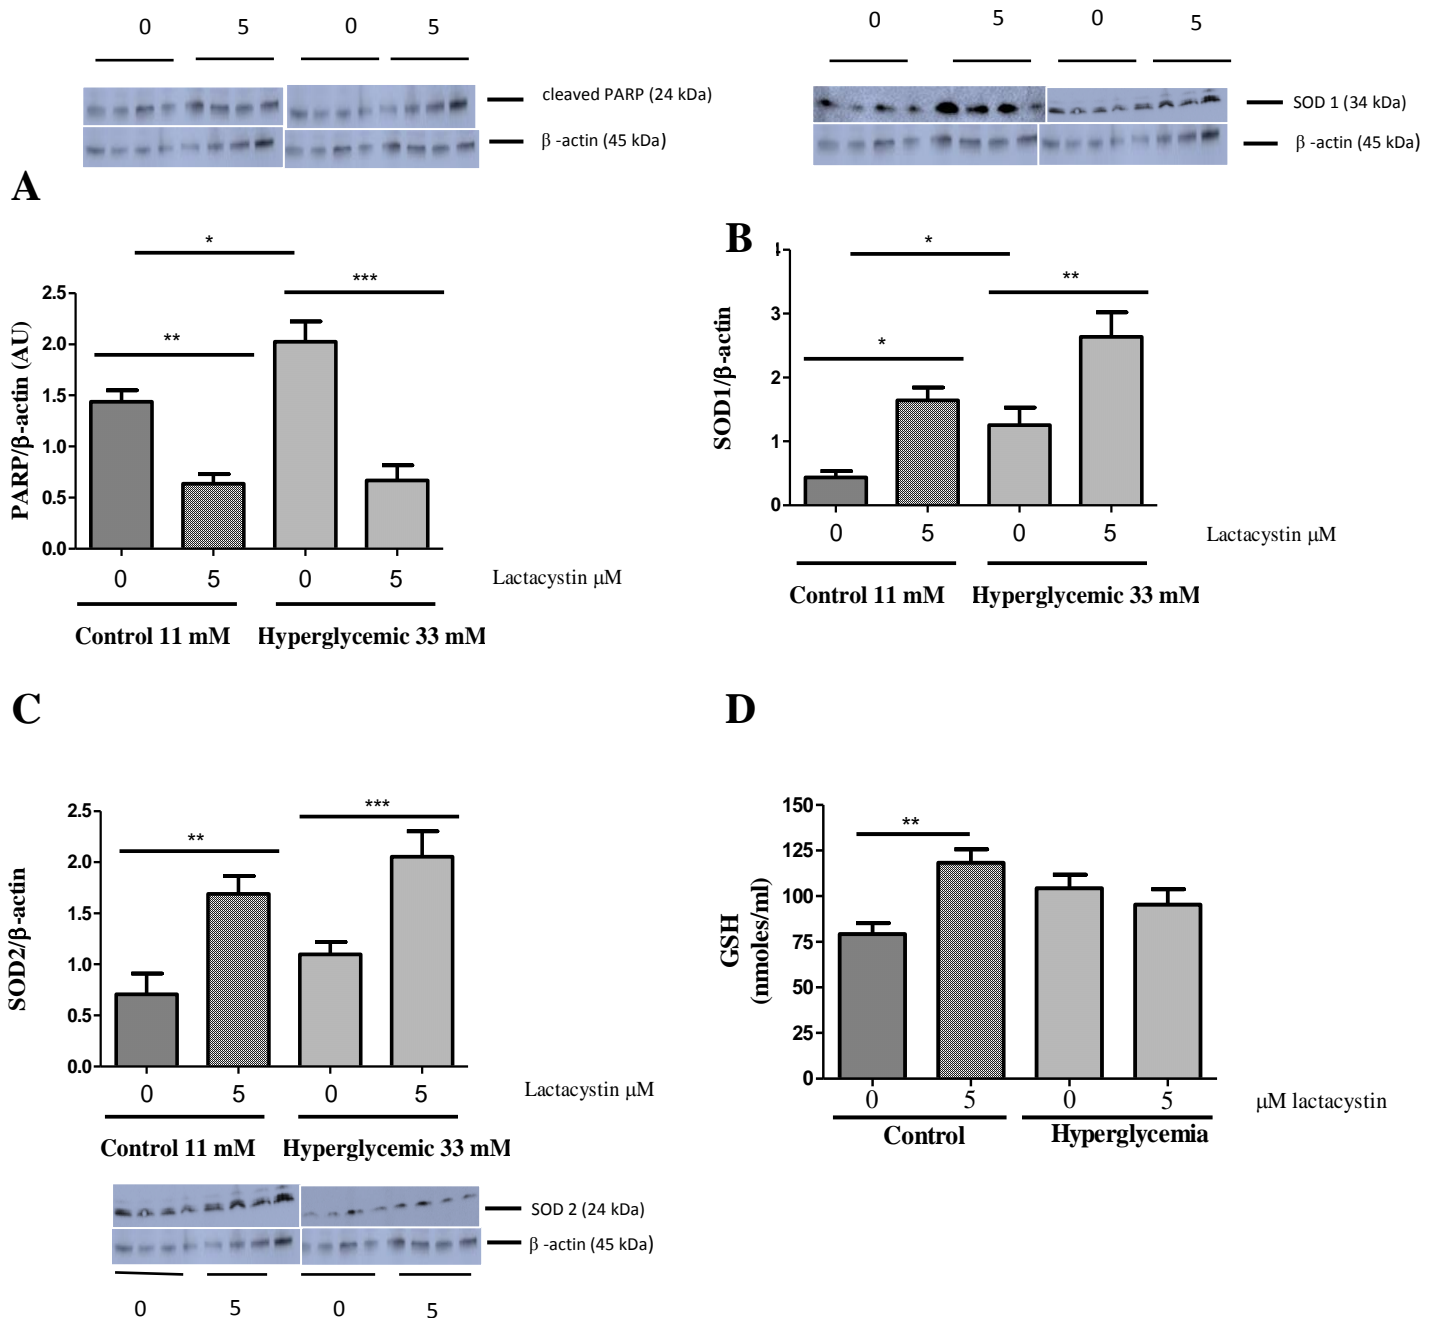 0 5 0 5
cleaved PARP (24 kDa)
β -actin (45 kDa)
0 5 0 5
SOD 1 (34 kDa)
β -actin (45 kDa)
A
*
***
**
2.5
2.0
1.5
1.0
0.5
0.0
PARP/β-actin (AU)
0 5 0 5
Lactacystin μM
Control 11 mM Hyperglycemic 33 mM
B
*
**
*
4
3
2
1
0
SOD1/β-actin
0 5 0 5
Lactacystin μM
Control 11 mM Hyperglycemic 33 mM
C
***
**
2.5
2.0
1.5
1.0
0.5
0.0
SOD2/β-actin
0 5 0 5
Lactacystin μM
Control 11 mM Hyperglycemic 33 mM
SOD 2 (24 kDa)
β -actin (45 kDa)
0 5 0 5
D
**
150
125
100
75
50
25
0
GSH
(nmoles/ml)
0 5 0 5
μM lactacystin
Control Hyperglycemia